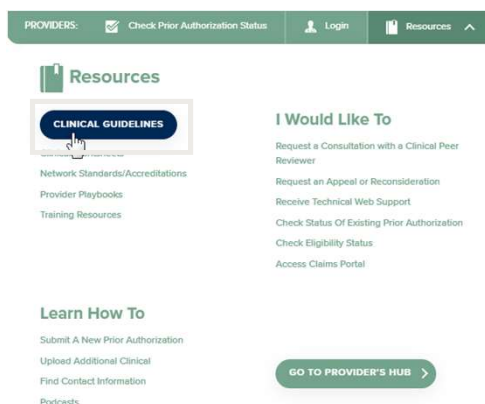 PROVIDERS:
Check Prior Authorization Status
Login
Resources
Resources
CLINICAL GUIDELINES
Network Standards/Accreditations
Provider Playbooks
Training Resources
I Would Like To
Request a Consultation with a Clinical Peer
Reviewer
Request an Appeal or Reconsideration
Receive Technical Web Support
Check Status Of Existing Prior Authorization
Check Eligibility Status
Access Claims Portal
Learn How To
Submit A New Prior Authorization
Upload Additional Clinical
Find Contact Information
Podcasts
GO TO PROVIDER'S HUB